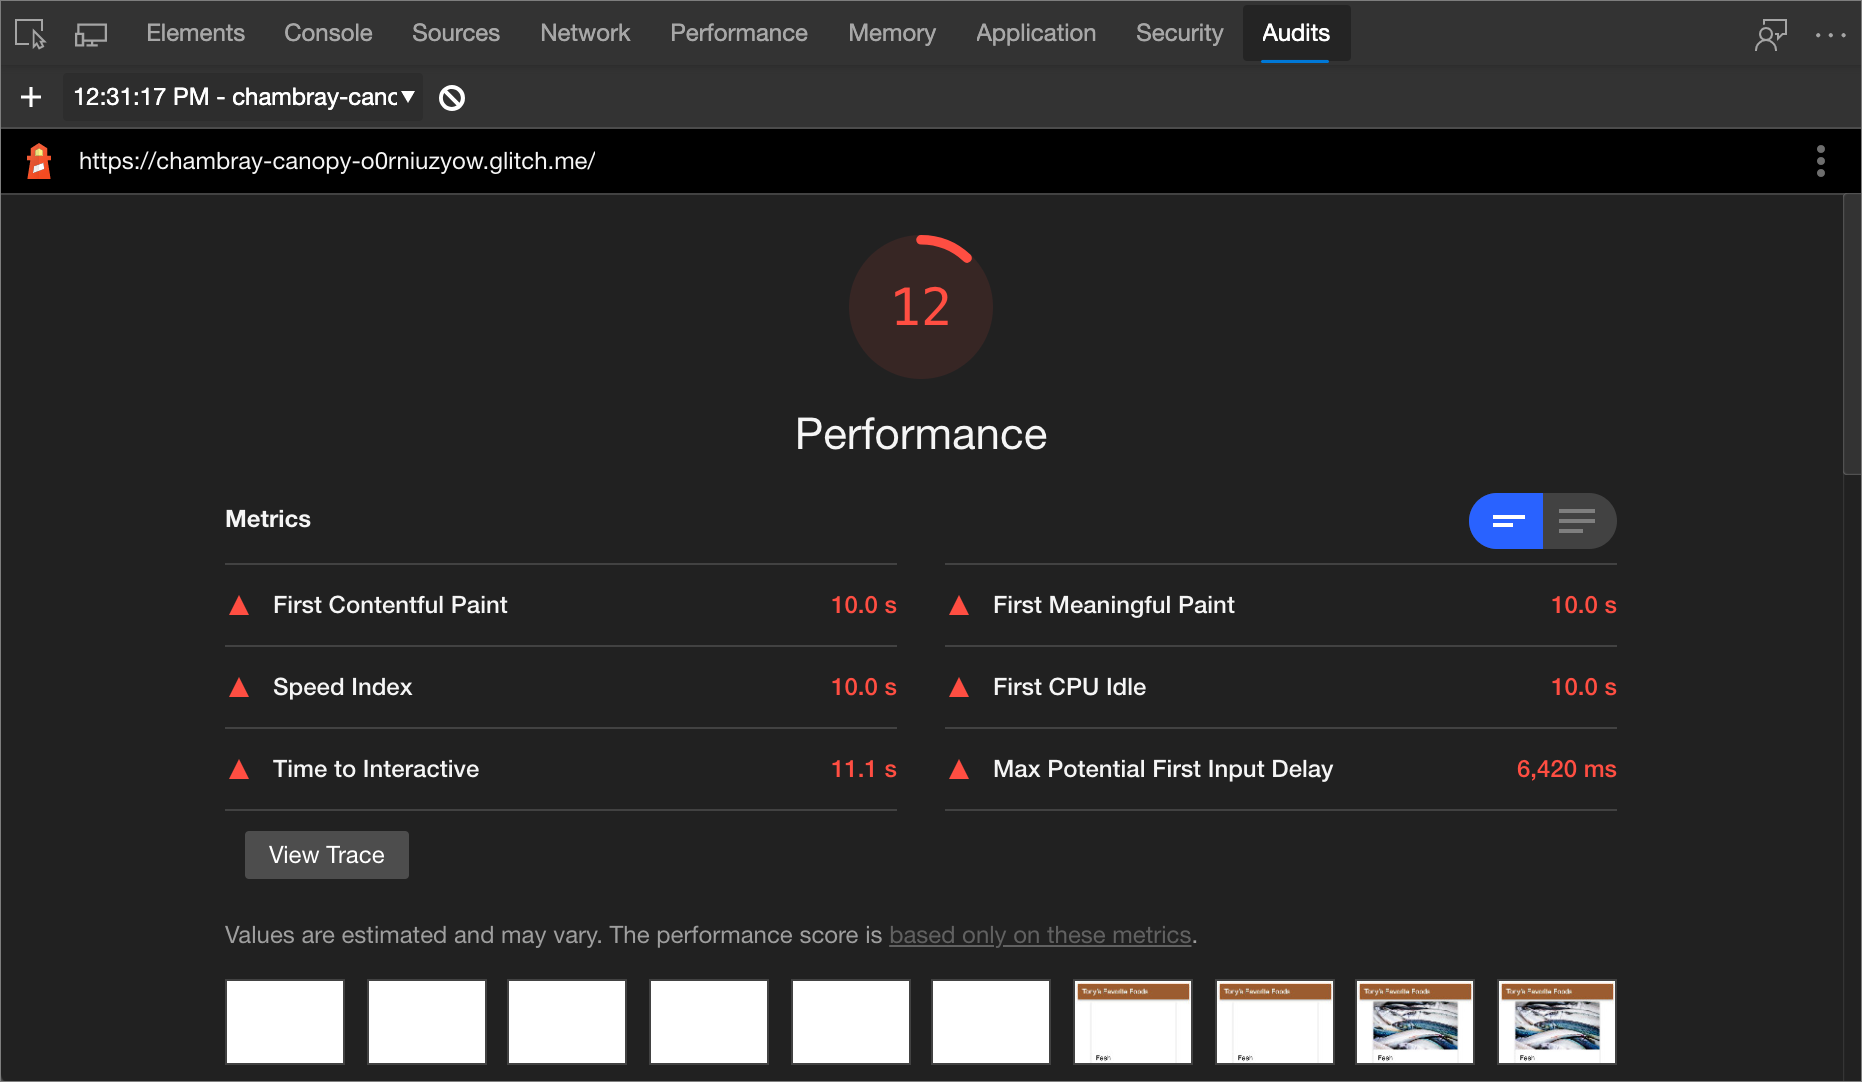 Elements Console Sources Network Performance Memory Application Security Audits
12:31:17 PM - chambray-canc
https://chambray-canopy-o0rniuzyow.glitch.me/
12
Performance
Metrics
First Contentful Paint 10.0 s
First Meaningful Paint 10.0 s
Speed Index 10.0 s
First CPU Idle 10.0 s
Time to Interactive 11.1 s
Max Potential First Input Delay 6,420 ms
View Trace
Values are estimated and may vary. The performance score is based only on these metrics.
Tory's Favorite Foods
Tory's Favorite Foods
Tory's Favorite Foods
Tory's Favorite Foods